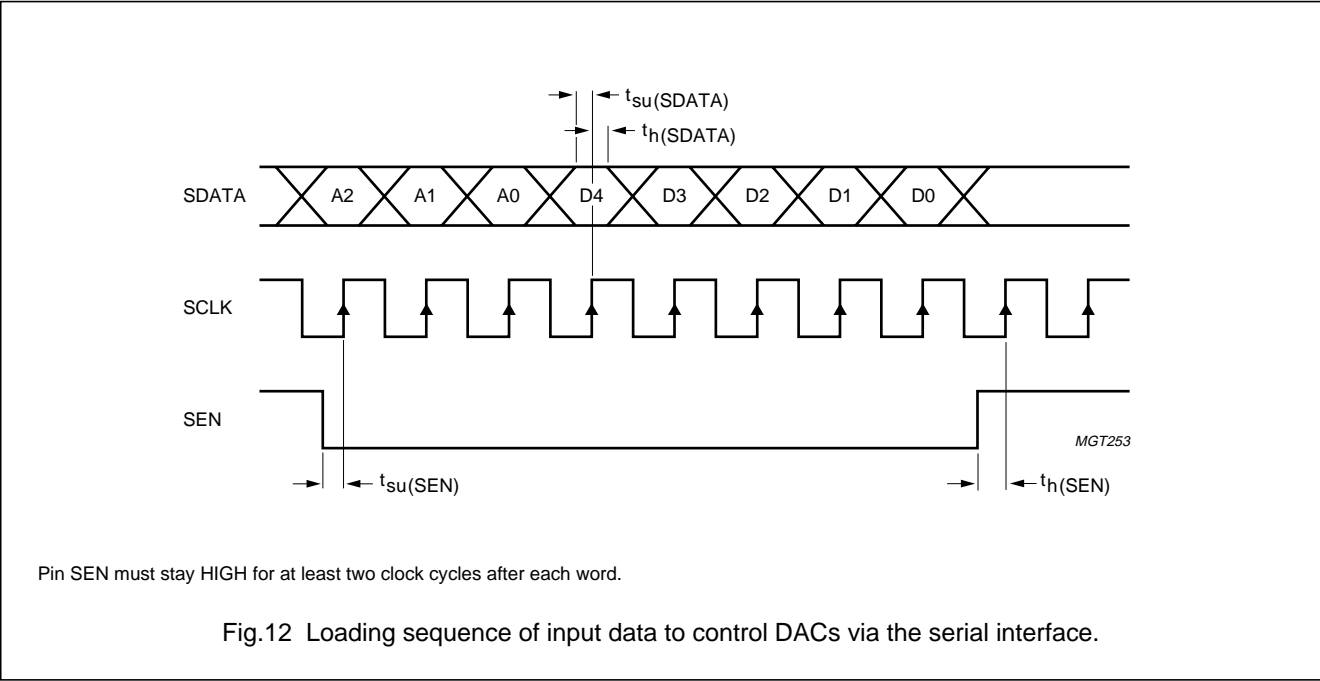 tsu(SDATA)
th(SDATA)
SDATA A2 A1 A0 D4 D3 D2 D1 D0
SCLK
SEN
MGT253
tsu(SEN) th(SEN)
Pin SEN must stay HIGH for at least two clock cycles after each word.
Fig.12 Loading sequence of input data to control DACs via the serial interface.